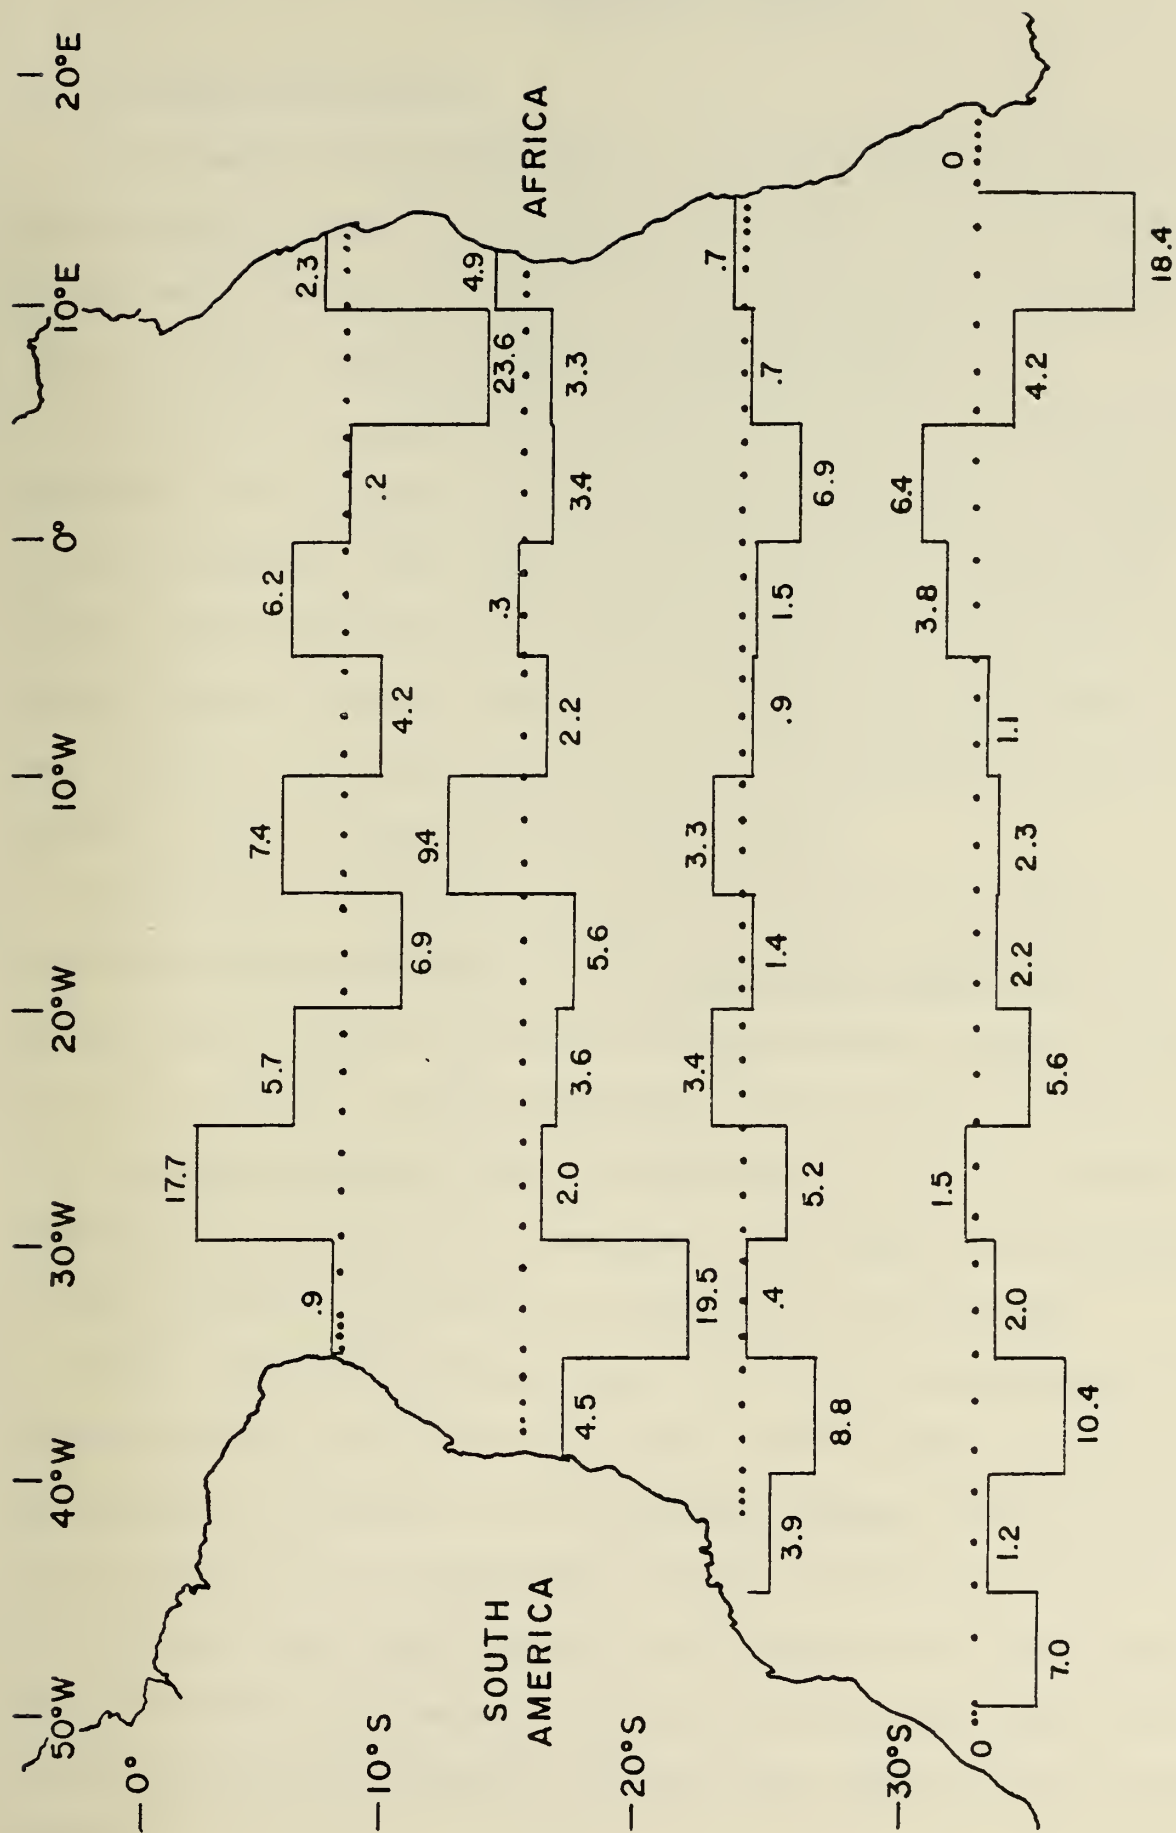 50°W 40°W 30°W 20°W 10°W 0° 10°E 20°E
0°
10°S
20°S
30°S
SOUTH
AMERICA
AFRICA
.9 17.7 5.7 6.9 7.4 4.2 6.2 .2 23.6 2.3
4.5 19.5 2.0 3.6 5.6 9.4 2.2 .3 3.4 3.3 4.9
3.9 8.8 .4 5.2 3.4 1.4 3.3 .9 1.5 6.9 .7 .7
0 7.0 1.2 10.4 2.0 1.5 5.6 2.2 2.3 1.1 3.8 6.4 4.2 18.4 0